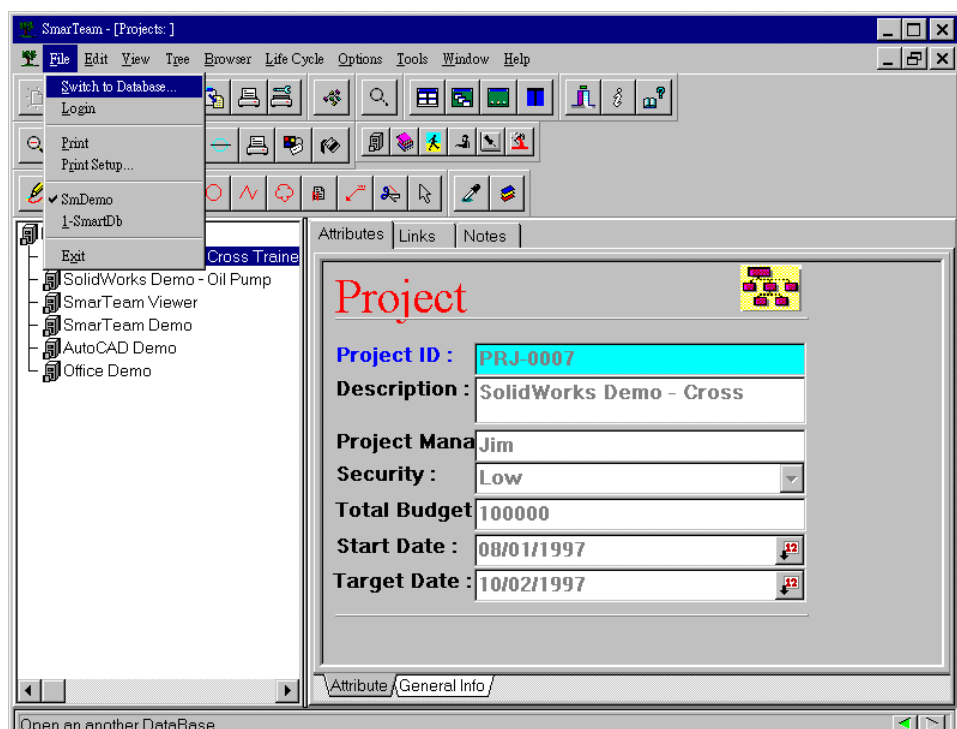 SmarTeam - [Projects: ]
File Edit View Tree Browser Life Cycle Options Tools Window Help
Switch to Database...
Login
Print
Print Setup...
SmDemo
1-SmartDb
Exit
Cross Traine
SolidWorks Demo - Oil Pump
SmarTeam Viewer
SmarTeam Demo
AutoCAD Demo
Office Demo
Attributes Links Notes
Project
Project ID : PRJ-0007
Description : SolidWorks Demo - Cross
Project Mana Jim
Security : Low
Total Budget 100000
Start Date : 08/01/1997 12
Target Date : 10/02/1997 12
Attribute General Info
Open an another DataBase